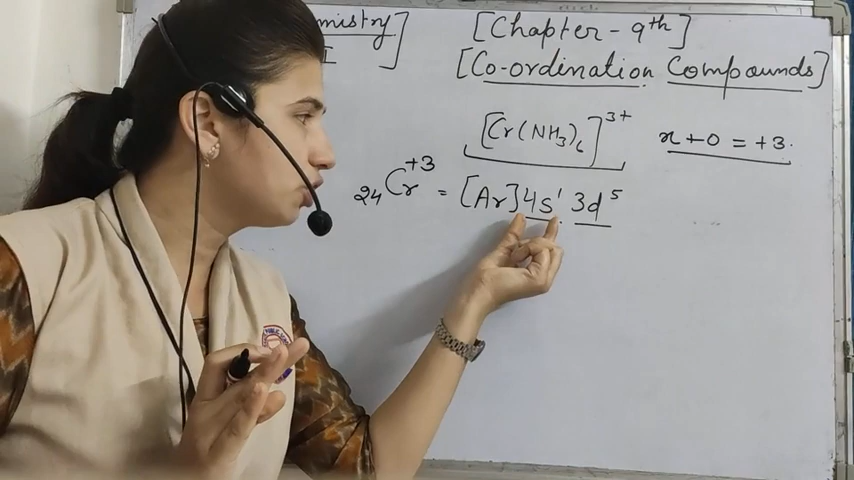 mistry] [Chapter-9th]
I
[Co-ordination Compounds]
[Cr(NH3)6]3+ x+0=+3.
24Cr+3 = [Ar]4s1 3d5